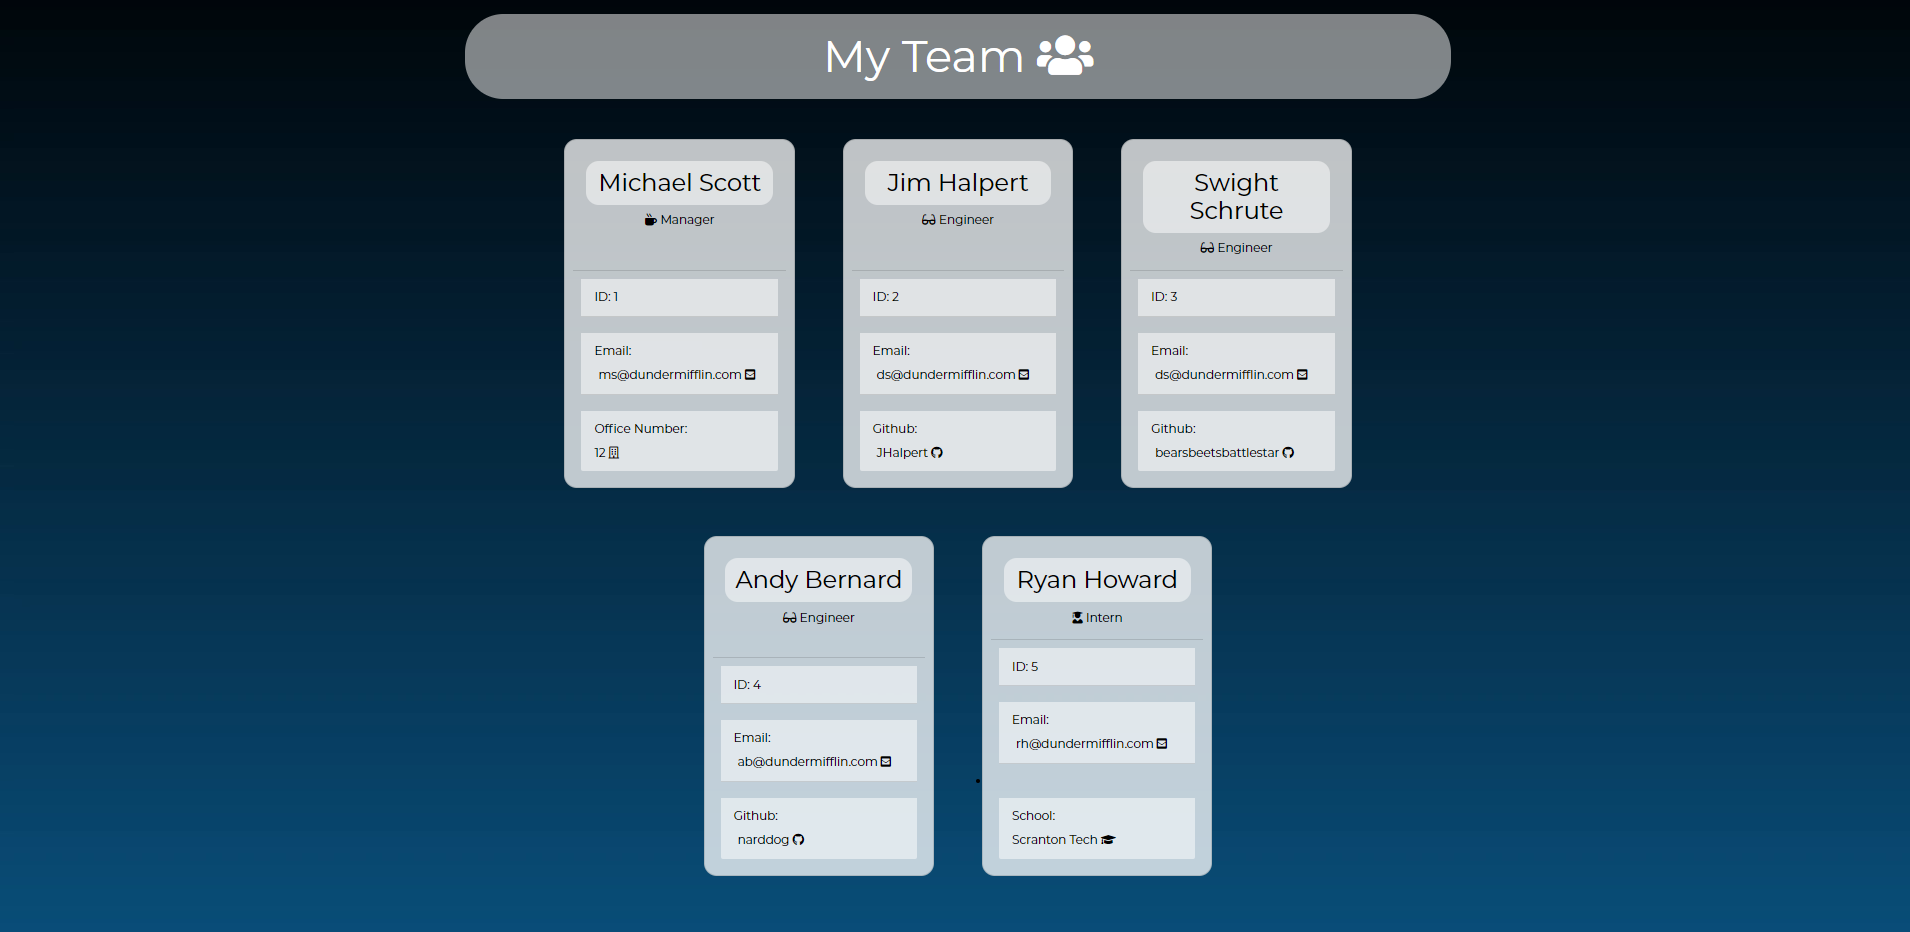 My Team
Michael Scott
Manager
ID: 1
Email:
ms@dundermifflin.com
Office Number:
12
Jim Halpert
Engineer
ID: 2
Email:
ds@dundermifflin.com
Github:
JHalpert
Swight
Schrute
Engineer
ID: 3
Email:
ds@dundermifflin.com
Github:
bearsbeetsbattlestar
Andy Bernard
Engineer
ID: 4
Email:
ab@dundermifflin.com
Github:
narddog
Ryan Howard
Intern
ID: 5
Email:
rh@dundermifflin.com
School:
Scranton Tech